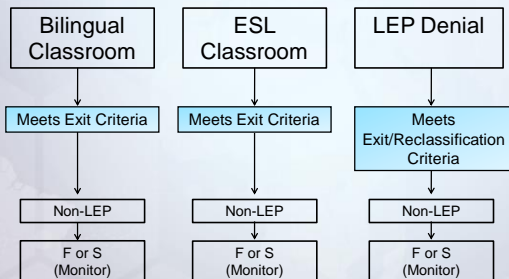 Bilingual
Classroom
ESL
Classroom
LEP Denial
Meets Exit Criteria
Meets Exit Criteria
Meets
Exit/Reclassification
Criteria
Non-LEP
Non-LEP
Non-LEP
F or S
(Monitor)
F or S
(Monitor)
F or S
(Monitor)